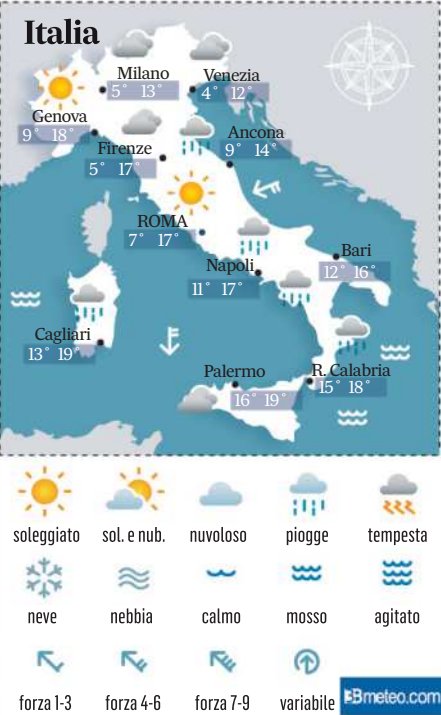 Italia
Milano
5° 13°
Venezia
4° 12°
Genova
9° 18°
Firenze
5° 17°
Ancona
9° 14°
ROMA
7° 17°
Napoli
11° 17°
Bari
12° 16°
Cagliari
13° 19°
Palermo
16° 19°
R. Calabria
15° 18°
soleggiato sol. e nub. nuvoloso piogge tempesta
neve nebbia calmo mosso agitato
forza 1-3 forza 4-6 forza 7-9 variabile
3Bmeteo.com